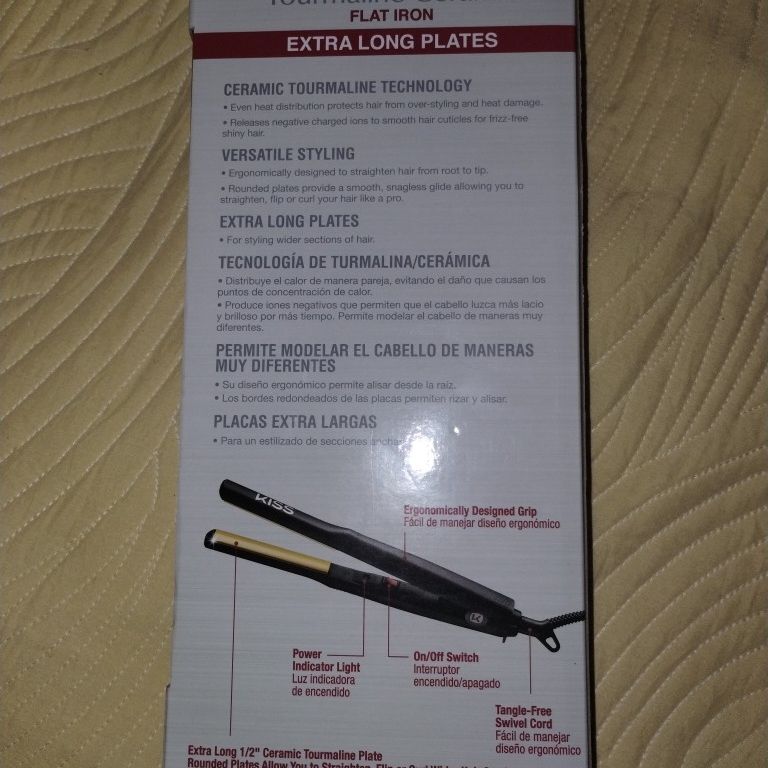 FLAT IRON
EXTRA LONG PLATES
CERAMIC TOURMALINE TECHNOLOGY
• Even heat distribution protects hair from over-styling and heat damage.
• Releases negative charged ions to smooth hair cuticles for frizz-free
shiny hair.
VERSATILE STYLING
• Ergonomically designed to straighten hair from root to tip.
• Rounded plates provide a smooth, snagless glide allowing you to
straighten, flip or curl your hair like a pro.
EXTRA LONG PLATES
• For styling wider sections of hair.
TECNOLOGÍA DE TURMALINA/CERÁMICA
• Distribuye el calor de manera pareja, evitando el daño que causan los
puntos de concentración de calor.
• Produce iones negativos que permiten que el cabello luzca más lacio
y brilloso por más tiempo. Permite modelar el cabello de maneras muy
diferentes.
PERMITE MODELAR EL CABELLO DE MANERAS
MUY DIFERENTES
• Su diseño ergonómico permite alisar desde la raíz.
• Los bordes redondeados de las placas permiten rizar y alisar.
PLACAS EXTRA LARGAS
• Para un estilizado de secciones
KISS
Ergonomically Designed Grip
Fácil de manejar diseño ergonómico
K
Power
Indicator Light
Luz indicadora
de encendido
On/Off Switch
Interruptor
encendido/apagado
Tangle-Free
Swivel Cord
Fácil de manejar
diseño ergonómico
Extra Long 1/2" Ceramic Tourmaline Plate
Rounded Plates Allow You to Straighten, Flip or Curl